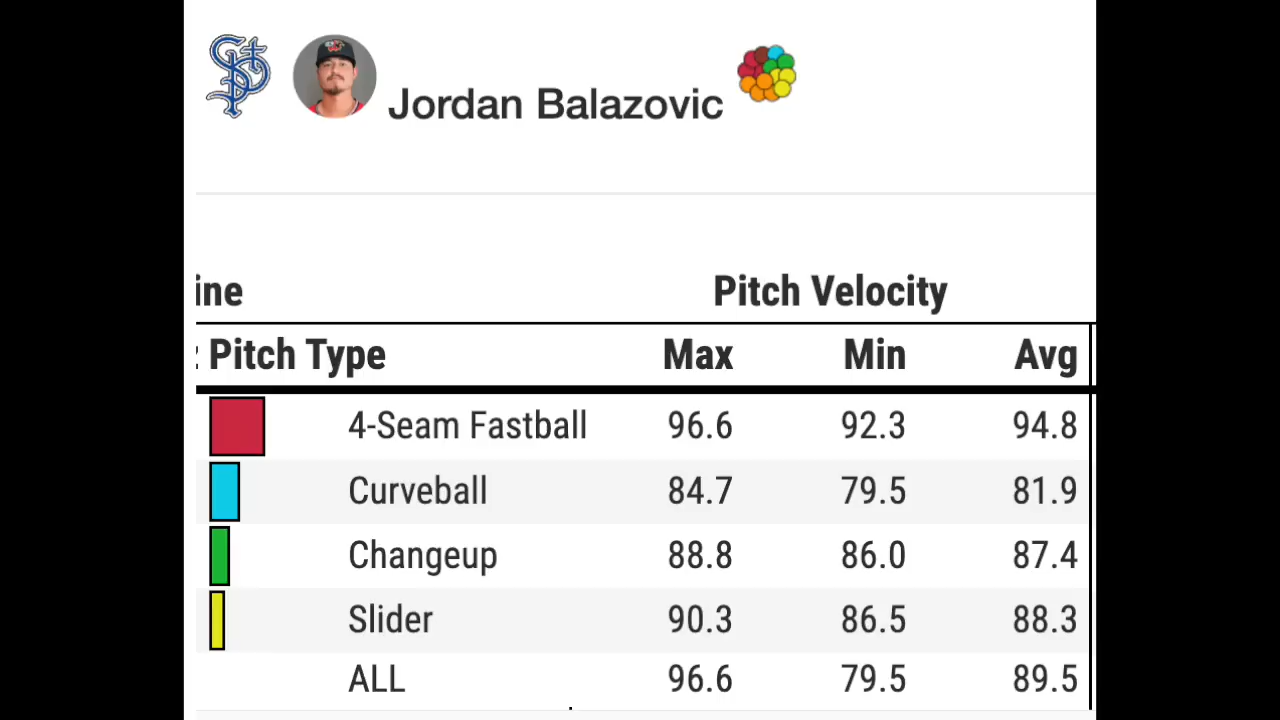 Jordan Balazovic
ine Pitch Velocity
Pitch Type Max Min Avg
4-Seam Fastball 96.6 92.3 94.8
Curveball 84.7 79.5 81.9
Changeup 88.8 86.0 87.4
Slider 90.3 86.5 88.3
ALL 96.6 79.5 89.5